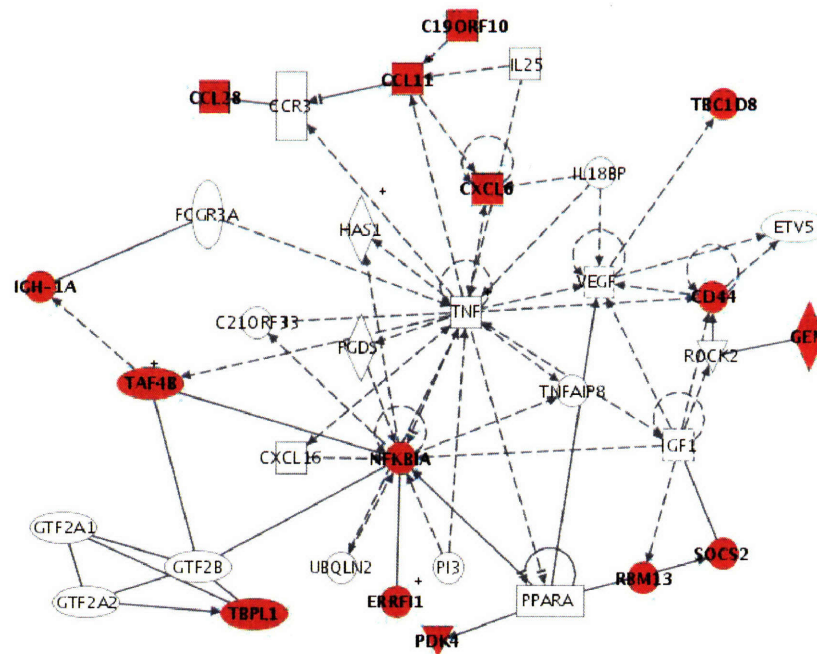 C19ORF10
IL25
CCL11
CCL28
CCR3
TBC1D8
IL18BP
CXCL6
FCGR3A
HAS1
ETV5
+
VEGF
IGH-1A
CD44
TNF
C21ORF33
PGDS
ROCK2
+
TAF4B
TNFAIP8
IGF1
CXCL16
NFKBIA
GTF2A1
GTF2B
UBQLN2
PI3
SOCS2
RBM13
+
GTF2A2
TBPL1
ERRFI1
PPARA
PDK4